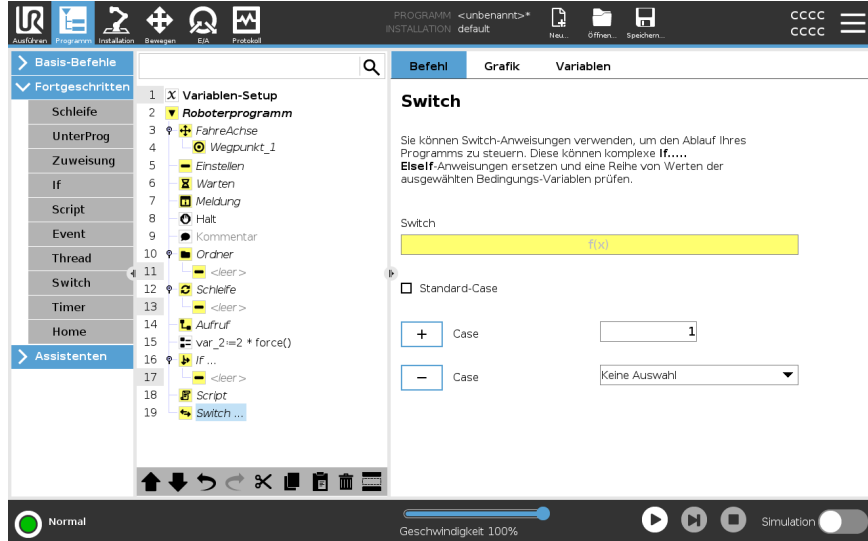 PROGRAMM <unbenannt>*
INSTALLATION default
UR
Ausführen
Programm
Installation
Bewegen
E/A
Protokoll
Neu...
Öffnen...
Speichern...
CCCC
CCCC
Basis-Befehle
Fortgeschritten
Schleife
UnterProg
Zuweisung
If
Script
Event
Thread
Switch
Timer
Home
Assistenten
1 X Variablen-Setup
2 Roboterprogramm
3 FahreAchse
4 Wegpunkt_1
5 Einstellen
6 Warten
7 Meldung
8 Halt
9 Kommentar
10 Ordner
11 <leer>
12 Schleife
13 <leer>
14 Aufruf
15 var_2≔2 * force()
16 If ...
17 <leer>
18 Script
19 Switch ...
Befehl Grafik Variablen
Switch
Sie können Switch-Anweisungen verwenden, um den Ablauf Ihres
Programms zu steuern. Diese können komplexe If.....
ElseIf-Anweisungen ersetzen und eine Reihe von Werten der
ausgewählten Bedingungs-Variablen prüfen.
Switch
f(x)
Standard-Case
+ Case 1
− Case Keine Auswahl
Normal
Geschwindigkeit 100%
Simulation